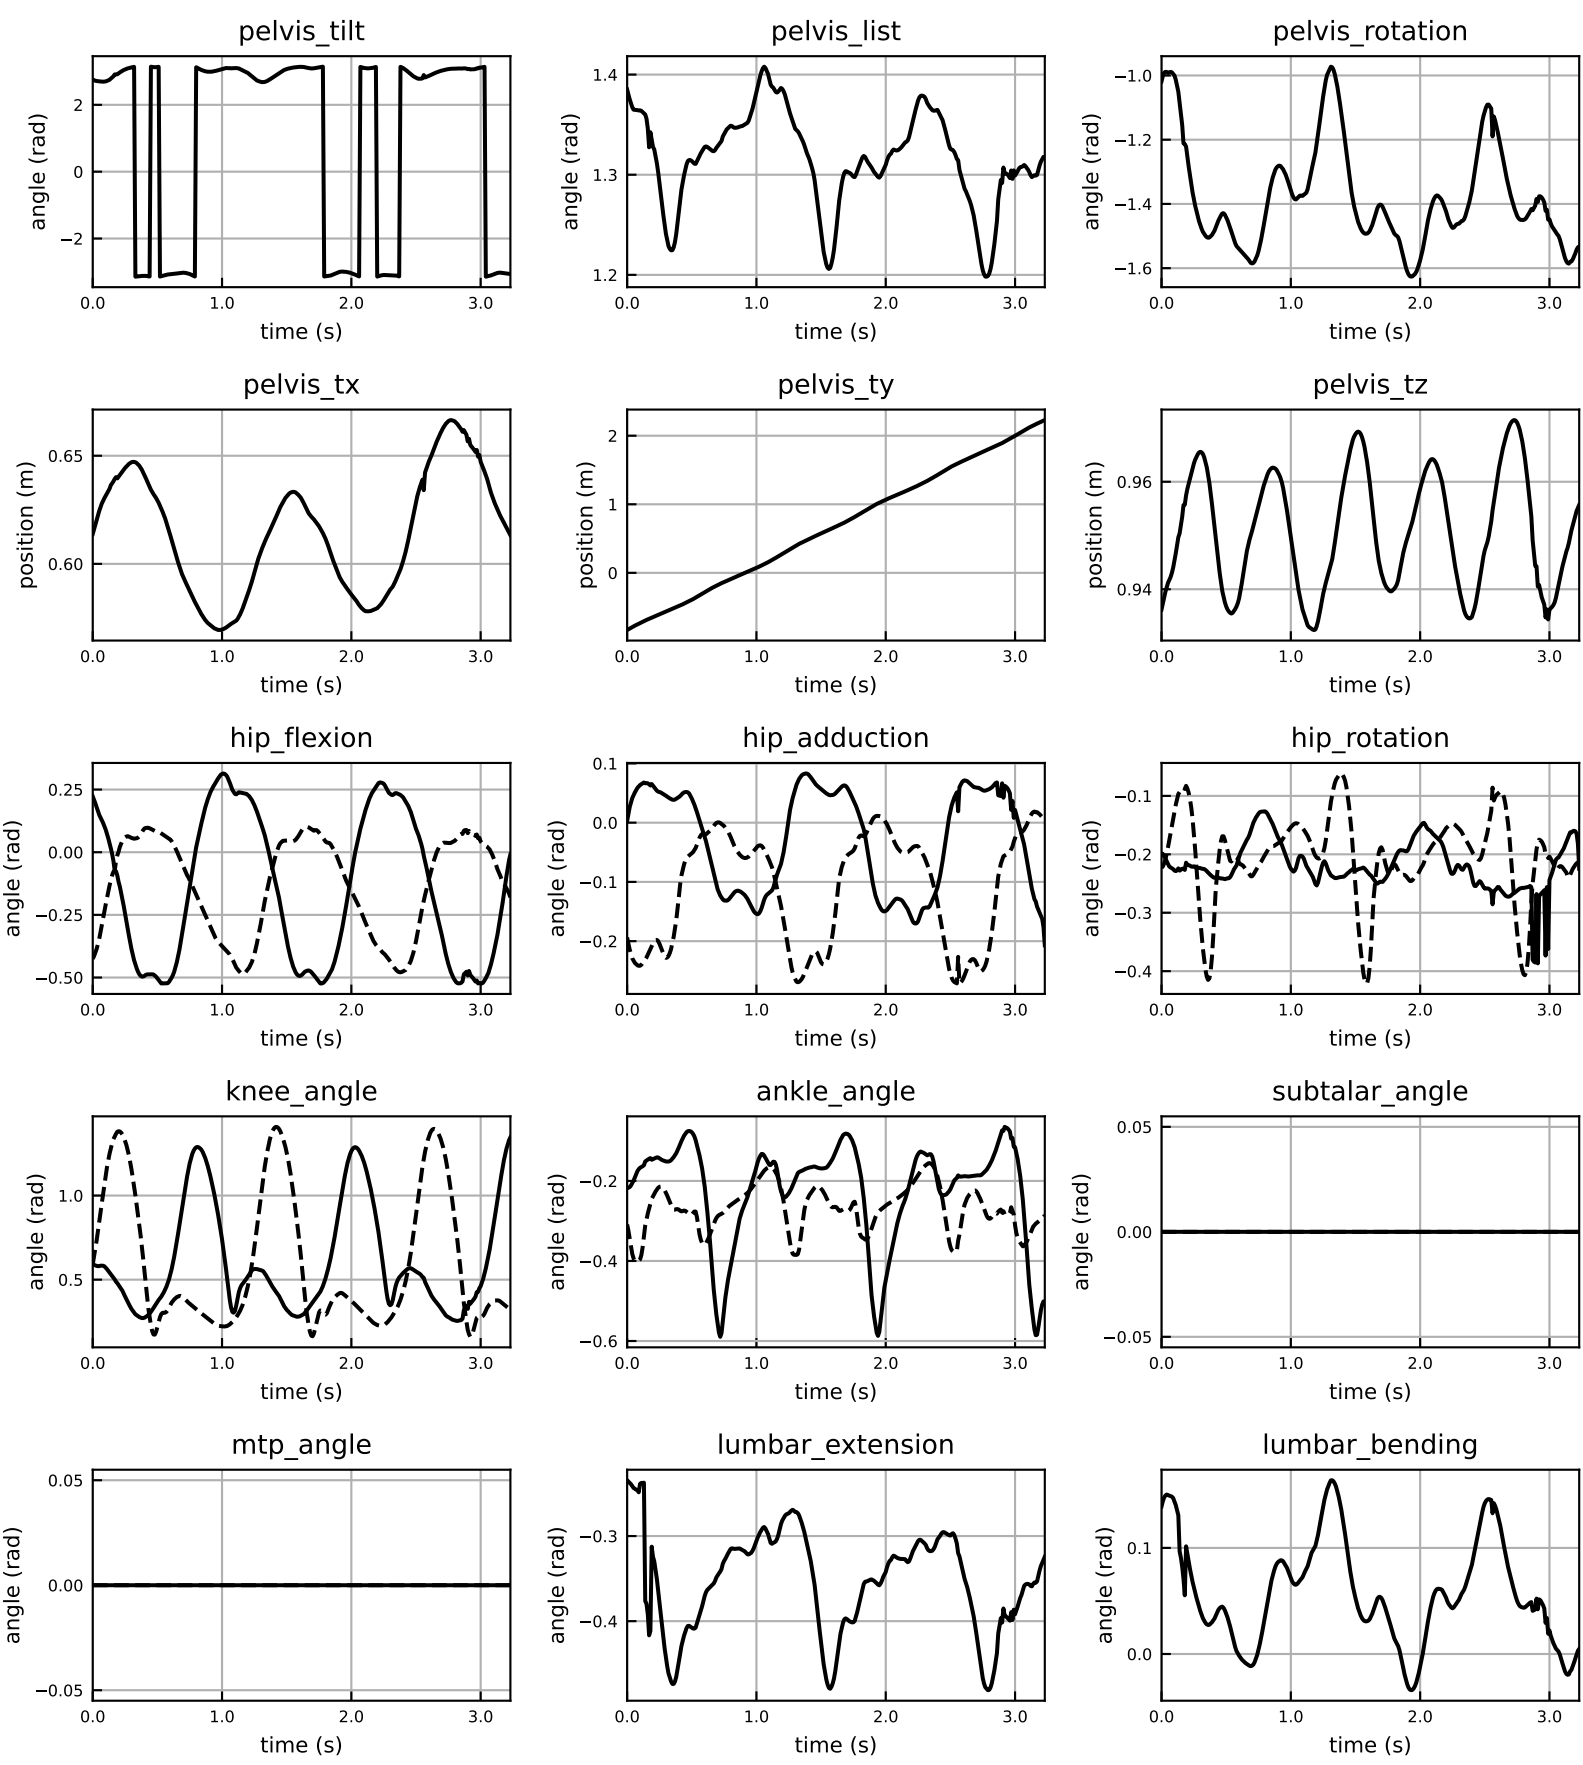 pelvis_tilt
angle (rad)
2
0
−2
0.0 1.0 2.0 3.0
time (s)
pelvis_list
angle (rad)
1.4
1.3
1.2
0.0 1.0 2.0 3.0
time (s)
pelvis_rotation
angle (rad)
−1.0
−1.2
−1.4
−1.6
0.0 1.0 2.0 3.0
time (s)
pelvis_tx
position (m)
0.65
0.60
0.0 1.0 2.0 3.0
time (s)
pelvis_ty
position (m)
2
1
0
0.0 1.0 2.0 3.0
time (s)
pelvis_tz
position (m)
0.96
0.94
0.0 1.0 2.0 3.0
time (s)
hip_flexion
angle (rad)
0.25
0.00
−0.25
−0.50
0.0 1.0 2.0 3.0
time (s)
hip_adduction
angle (rad)
0.1
0.0
−0.1
−0.2
0.0 1.0 2.0 3.0
time (s)
hip_rotation
angle (rad)
−0.1
−0.2
−0.3
−0.4
0.0 1.0 2.0 3.0
time (s)
knee_angle
angle (rad)
1.0
0.5
0.0 1.0 2.0 3.0
time (s)
ankle_angle
angle (rad)
−0.2
−0.4
−0.6
0.0 1.0 2.0 3.0
time (s)
subtalar_angle
angle (rad)
0.05
0.00
−0.05
0.0 1.0 2.0 3.0
time (s)
mtp_angle
angle (rad)
0.05
0.00
−0.05
0.0 1.0 2.0 3.0
time (s)
lumbar_extension
angle (rad)
−0.3
−0.4
0.0 1.0 2.0 3.0
time (s)
lumbar_bending
angle (rad)
0.1
0.0
0.0 1.0 2.0 3.0
time (s)